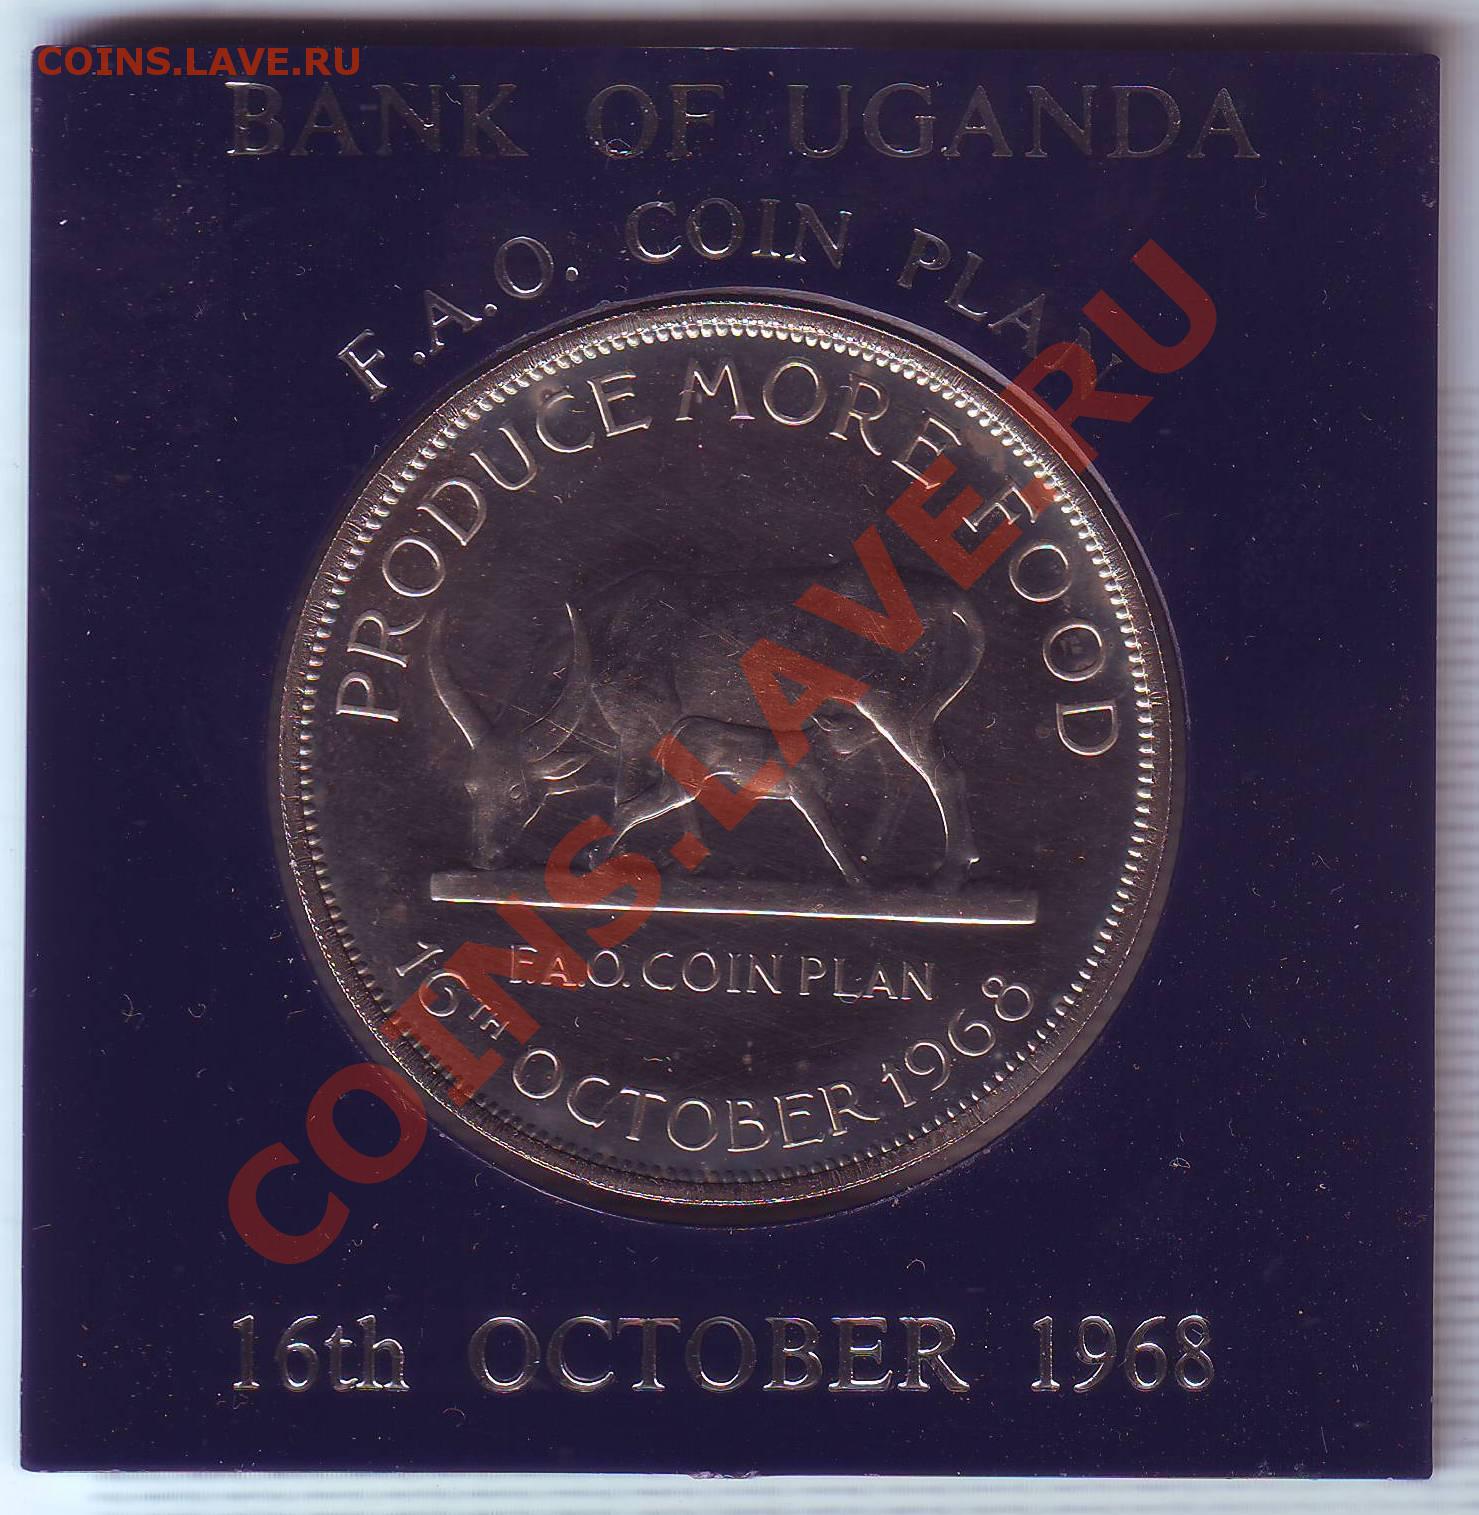 COINS.LAVE.RU
BANK OF UGANDA
F.A.O. COIN PLAN
PRODUCE MORE FOOD
F.A.O. COIN PLAN
16TH OCTOBER 1968
COINS.LAVE.RU
16th OCTOBER 1968